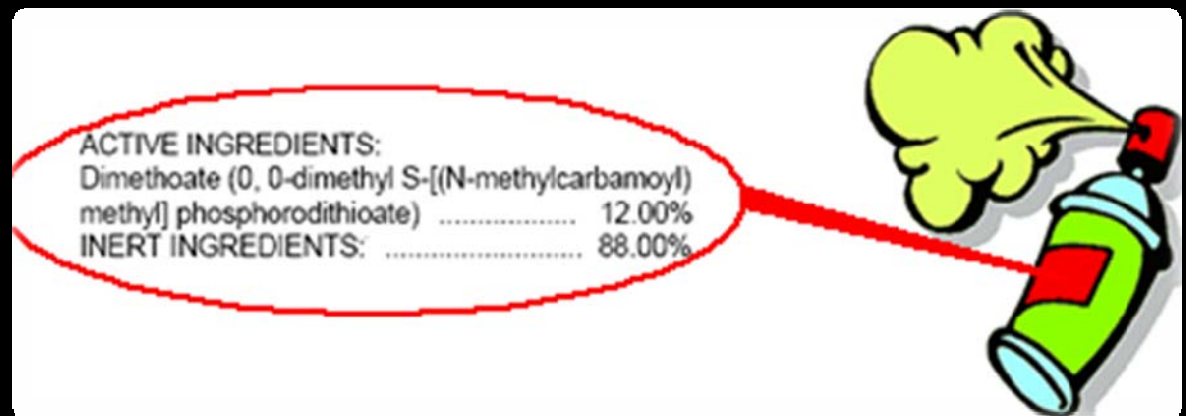 ACTIVE INGREDIENTS:
Dimethoate (0, 0-dimethyl S-[(N-methylcarbamoyl)
methyl] phosphorodithioate) .................. 12.00%
INERT INGREDIENTS: .......................... 88.00%